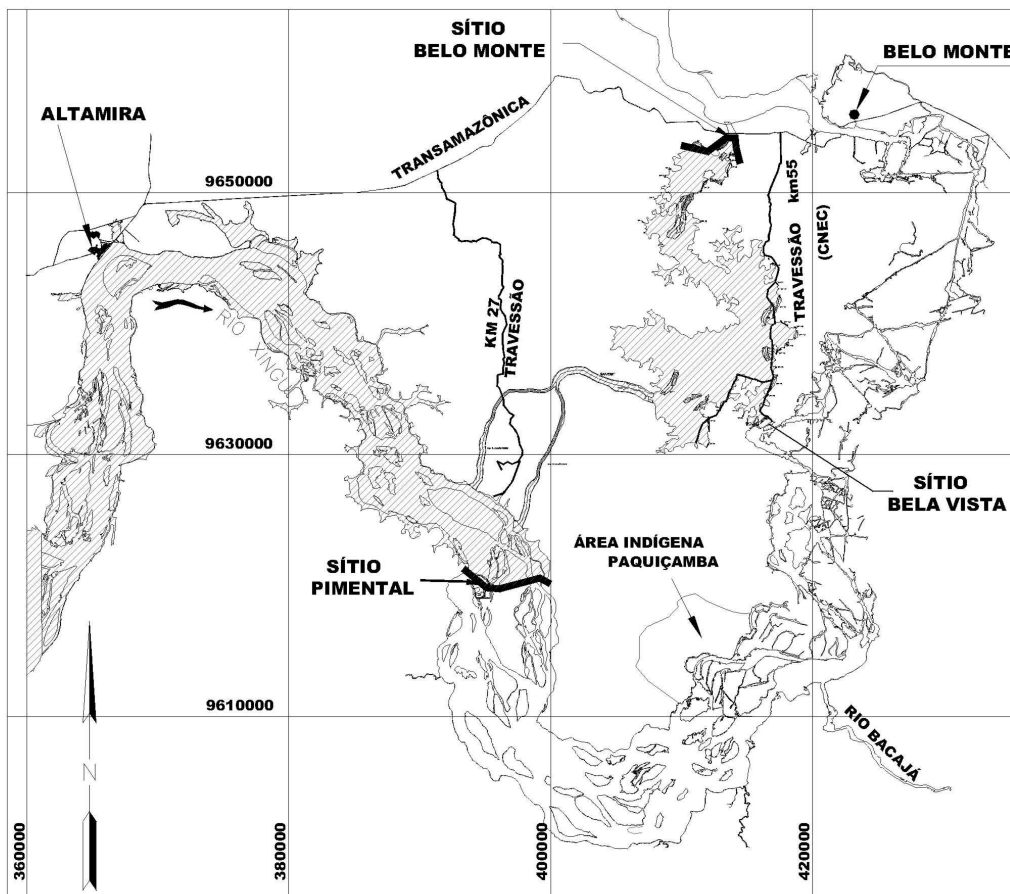 SÍTIO
BELO MONTE
BELO MONTE
ALTAMIRA
TRANSAMAZÔNICA
9650000
TRAVESSÃO km55
(CNEC)
KM 27
TRAVESSÃO
RIO XINGU
9630000
SÍTIO
BELA VISTA
ÁREA INDÍGENA
PAQUIÇAMBA
SÍTIO
PIMENTAL
9610000
RIO BACAJÁ
N
360000
380000
400000
420000